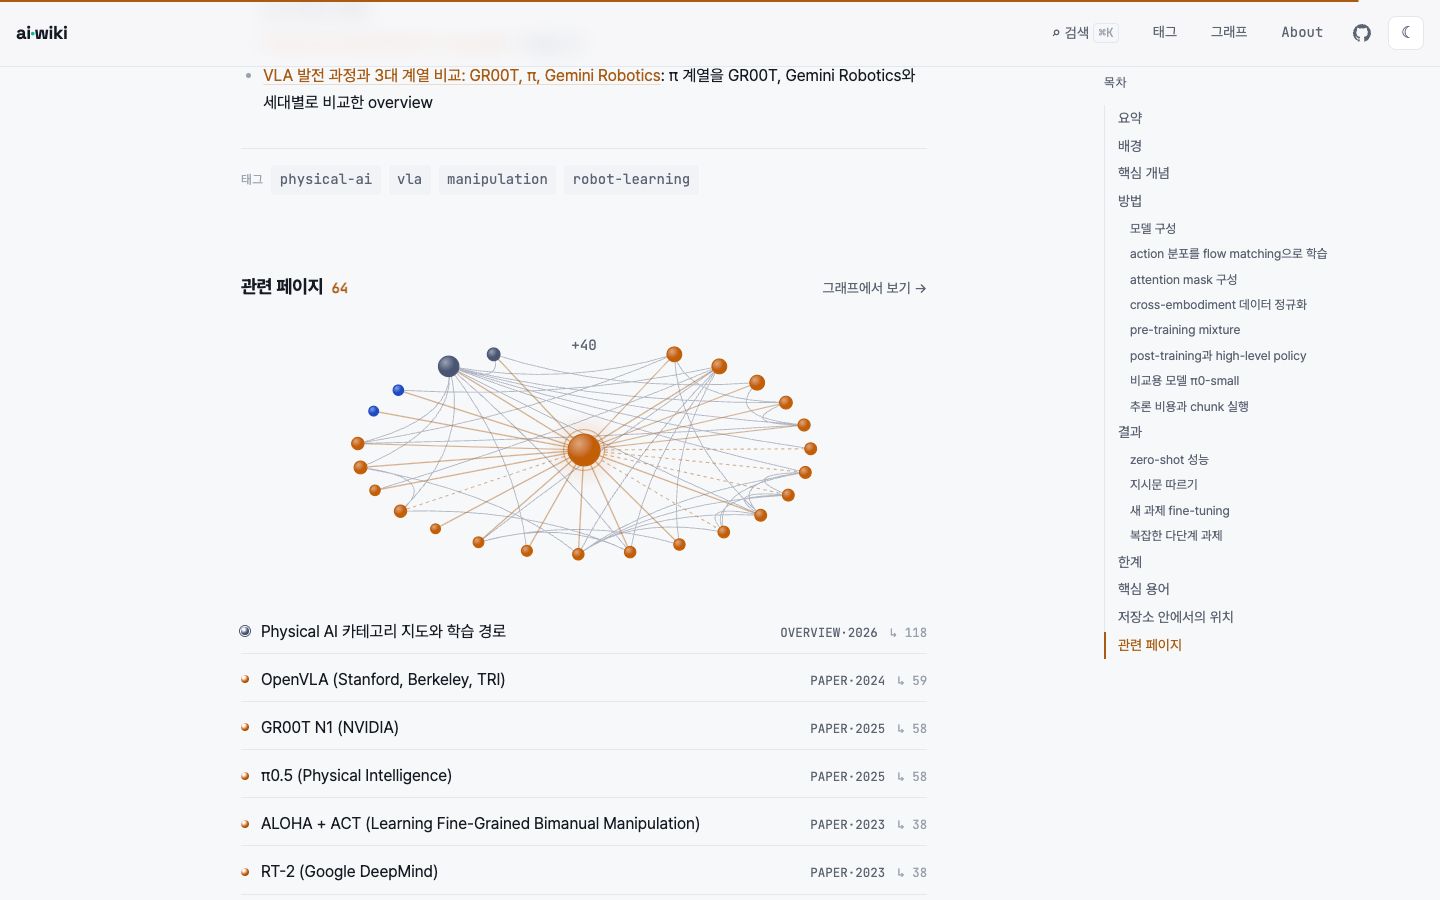 ai·wiki
⌕ 검색 ⌘K
태그
그래프
About
VLA 발전 과정과 3대 계열 비교: GR00T, π, Gemini Robotics: π 계열을 GR00T, Gemini Robotics와
세대별로 비교한 overview
태그 physical-ai vla manipulation robot-learning
관련 페이지 64
그래프에서 보기 →
+40
Physical AI 카테고리 지도와 학습 경로 OVERVIEW·2026 ↳ 118
OpenVLA (Stanford, Berkeley, TRI) PAPER·2024 ↳ 59
GR00T N1 (NVIDIA) PAPER·2025 ↳ 58
π0.5 (Physical Intelligence) PAPER·2025 ↳ 58
ALOHA + ACT (Learning Fine-Grained Bimanual Manipulation) PAPER·2023 ↳ 38
RT-2 (Google DeepMind) PAPER·2023 ↳ 38
목차
요약
배경
핵심 개념
방법
모델 구성
action 분포를 flow matching으로 학습
attention mask 구성
cross-embodiment 데이터 정규화
pre-training mixture
post-training과 high-level policy
비교용 모델 π0-small
추론 비용과 chunk 실행
결과
zero-shot 성능
지시문 따르기
새 과제 fine-tuning
복잡한 다단계 과제
한계
핵심 용어
저장소 안에서의 위치
관련 페이지